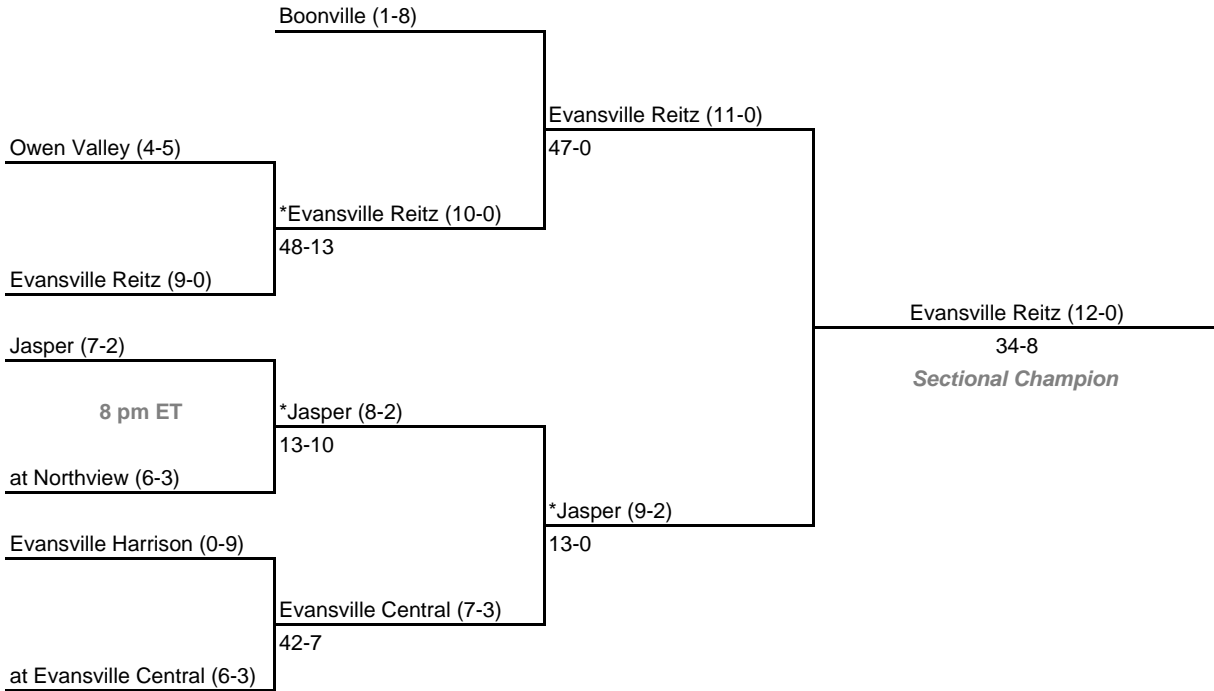 Boonville (1-8)
Evansville Reitz (11-0)
Owen Valley (4-5)
47-0
*Evansville Reitz (10-0)
48-13
Evansville Reitz (9-0)
Evansville Reitz (12-0)
Jasper (7-2)
34-8
Sectional Champion
8 pm ET
*Jasper (8-2)
13-10
at Northview (6-3)
*Jasper (9-2)
Evansville Harrison (0-9)
13-0
Evansville Central (7-3)
42-7
at Evansville Central (6-3)